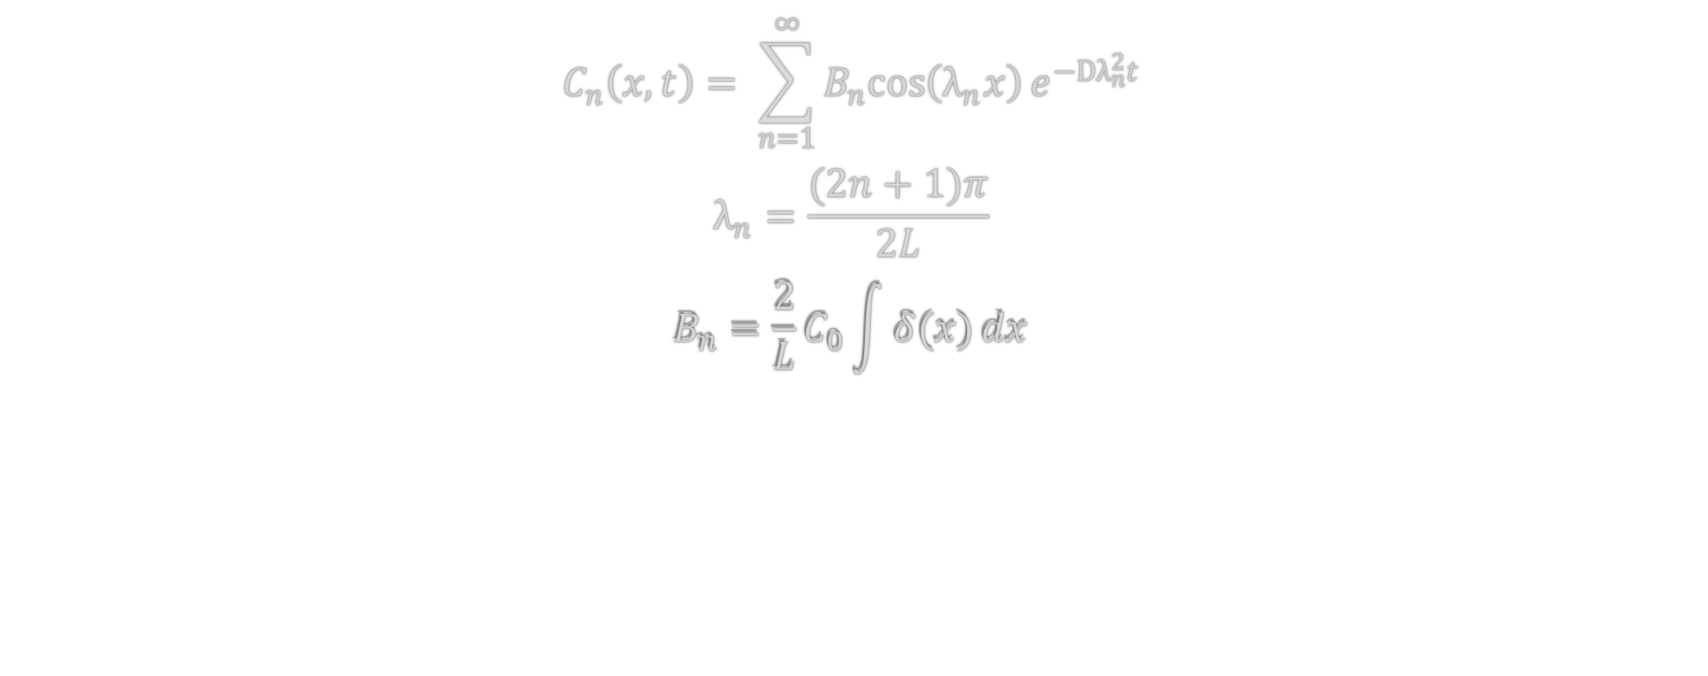 C_n(x, t) = ∑_{n=1}^{∞} B_n cos(λ_n x) e^{−Dλ_n^2 t}
λ_n = (2n + 1)π / 2L
B_n = 2/L C_0 ∫ δ(x) dx